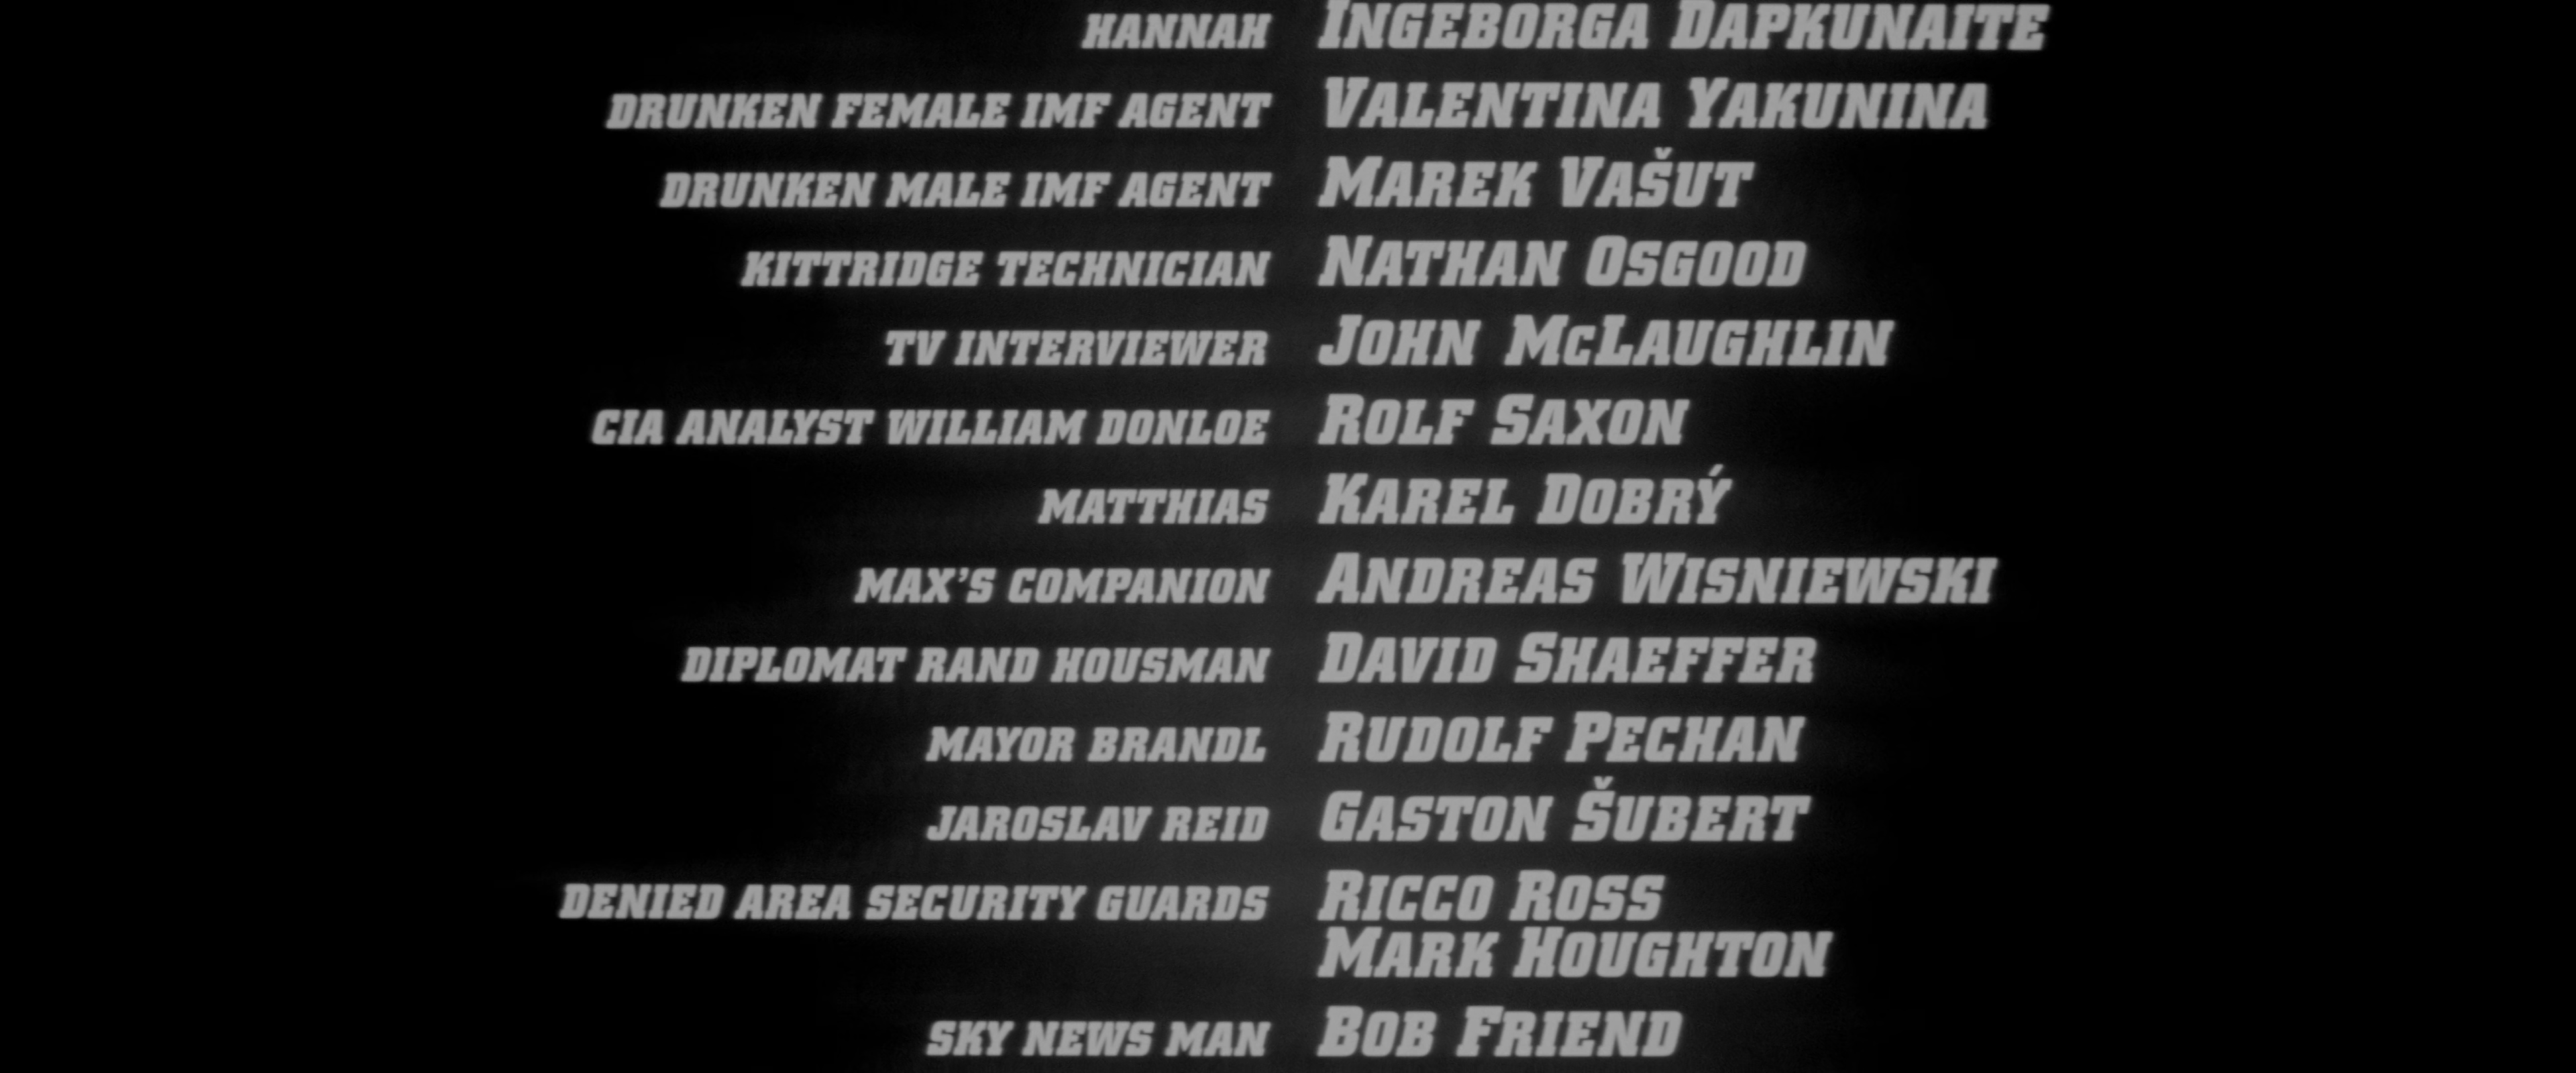 HANNAH INGEBORGA DAPKUNAITE
DRUNKEN FEMALE IMF AGENT VALENTINA YAKUNINA
DRUNKEN MALE IMF AGENT MAREK VAŠUT
KITTRIDGE TECHNICIAN NATHAN OSGOOD
TV INTERVIEWER JOHN McLAUGHLIN
CIA ANALYST WILLIAM DONLOE ROLF SAXON
MATTHIAS KAREL DOBRÝ
MAX’S COMPANION ANDREAS WISNIEWSKI
DIPLOMAT RAND HOUSMAN DAVID SHAEFFER
MAYOR BRANDL RUDOLF PECHAN
JAROSLAV REID GASTON ŠUBERT
DENIED AREA SECURITY GUARDS RICCO ROSS
MARK HOUGHTON
SKY NEWS MAN BOB FRIEND